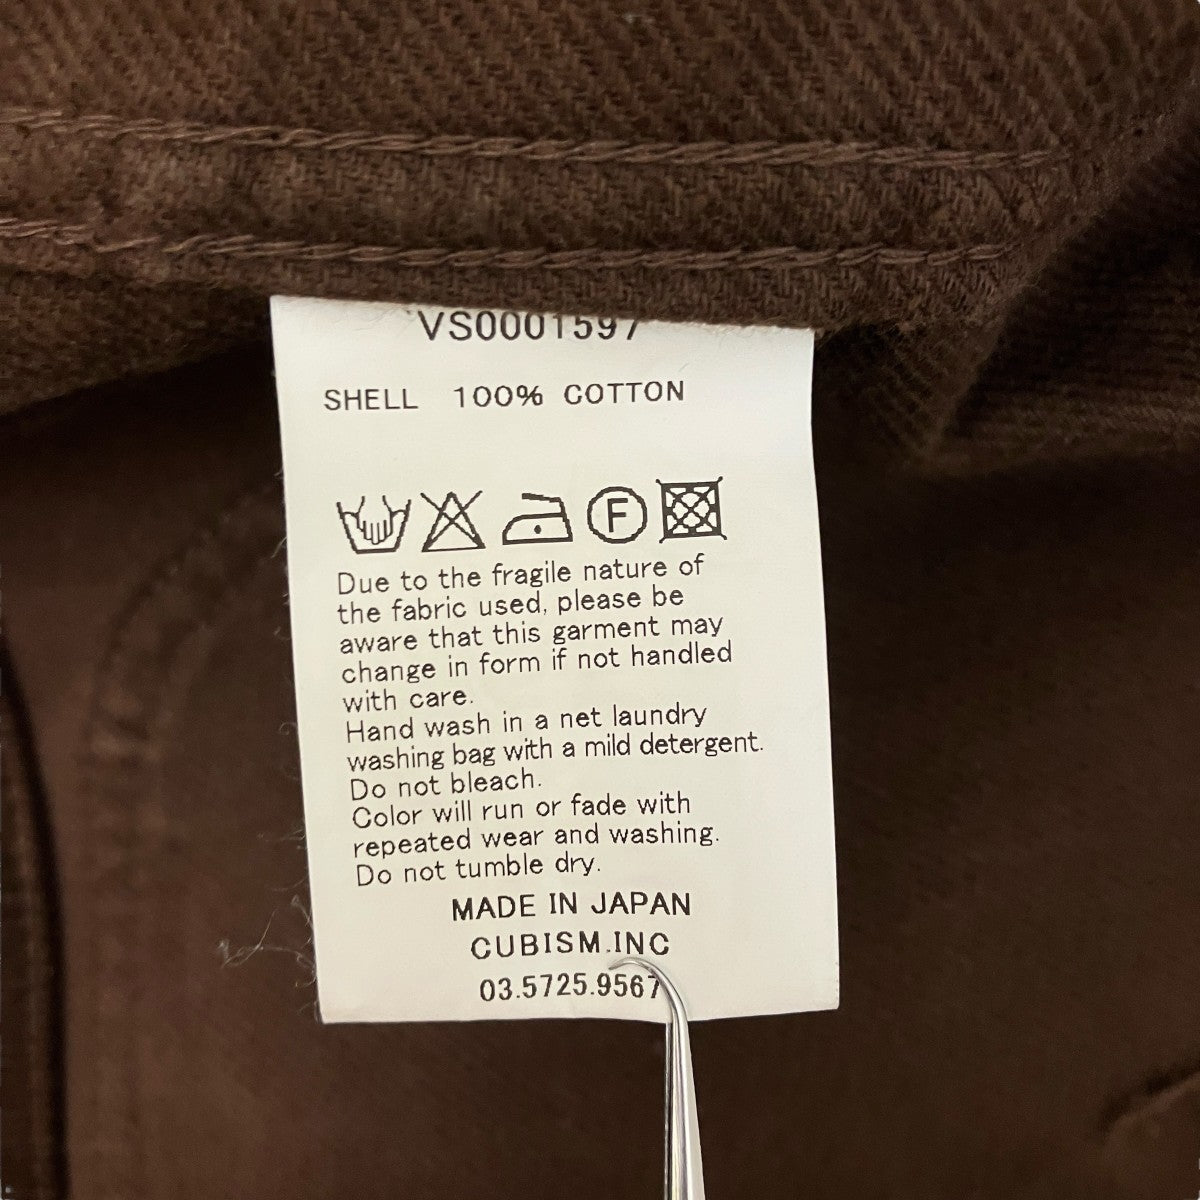 VS0001597
SHELL 100% COTTON
F
Due to the fragile nature of
the fabric used, please be
aware that this garment may
change in form if not handled
with care.
Hand wash in a net laundry
washing bag with a mild detergent.
Do not bleach.
Color will run or fade with
repeated wear and washing.
Do not tumble dry.
MADE IN JAPAN
CUBISM.INC
03.5725.9567